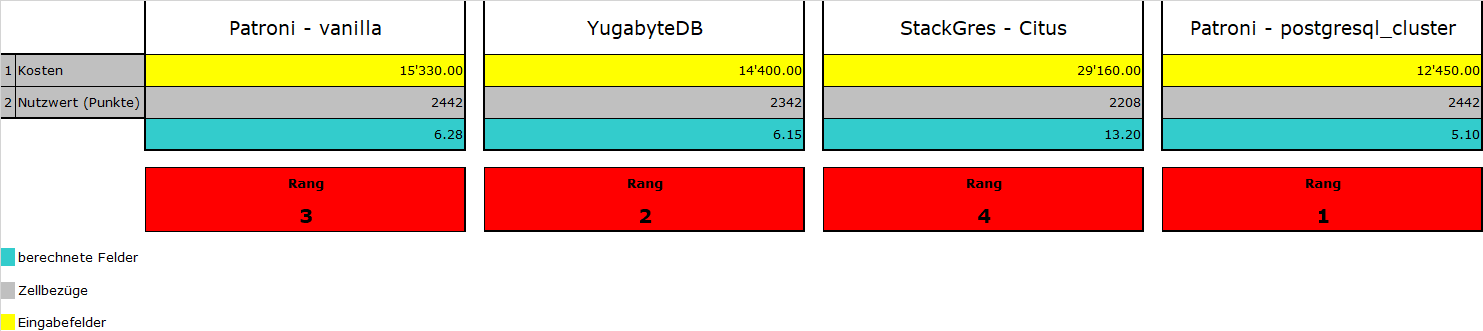 Patroni - vanilla YugabyteDB StackGres - Citus Patroni - postgresql_cluster
1 Kosten 15'330.00 14'400.00 29'160.00 12'450.00
2 Nutzwert (Punkte) 2442 2342 2208 2442
6.28 6.15 13.20 5.10
Rang Rang Rang Rang
3 2 4 1
berechnete Felder
Zellbezüge
Eingabefelder